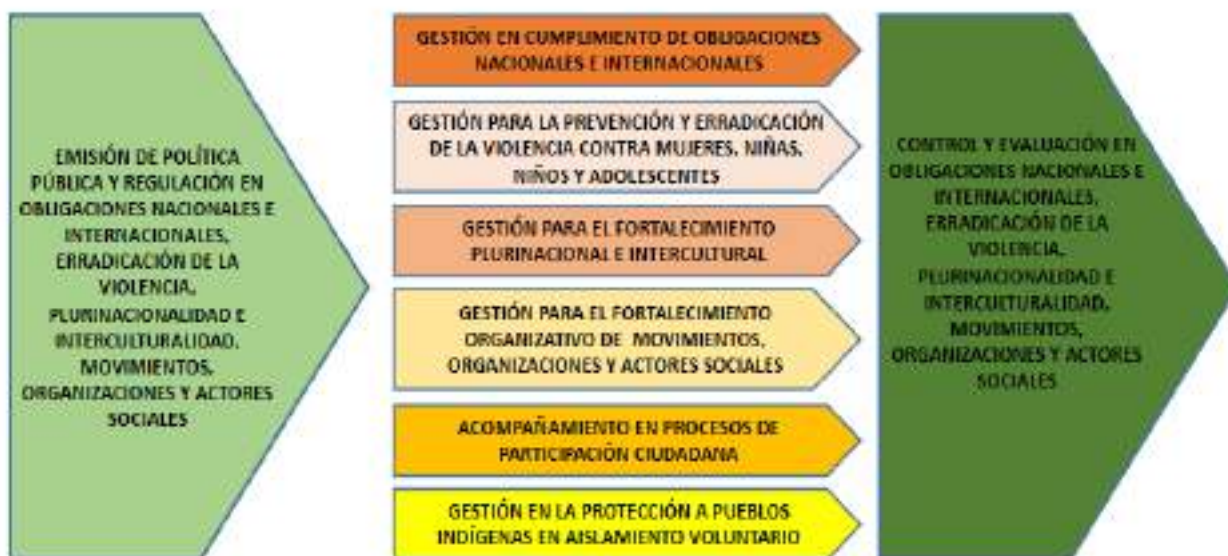 EMISIÓN DE POLÍTICA
PÚBLICA Y REGULACIÓN EN
OBLIGACIONES NACIONALES E
INTERNACIONALES,
ERRADICACIÓN DE LA
VIOLENCIA,
PLURINACIONALIDAD E
INTERCULTURALIDAD,
MOVIMIENTOS,
ORGANIZACIONES Y ACTORES
SOCIALES
GESTIÓN EN CUMPLIMIENTO DE OBLIGACIONES
NACIONALES E INTERNACIONALES
GESTIÓN PARA LA PREVENCIÓN Y ERRADICACIÓN
DE LA VIOLENCIA CONTRA MUJERES, NIÑAS,
NIÑOS Y ADOLESCENTES
GESTIÓN PARA EL FORTALECIMIENTO
PLURINACIONAL E INTERCULTURAL
GESTIÓN PARA EL FORTALECIMIENTO
ORGANIZATIVO DE MOVIMIENTOS,
ORGANIZACIONES Y ACTORES SOCIALES
ACOMPAÑAMIENTO EN PROCESOS DE
PARTICIPACIÓN CIUDADANA
GESTIÓN EN LA PROTECCIÓN A PUEBLOS
INDÍGENAS EN AISLAMIENTO VOLUNTARIO
CONTROL Y EVALUACIÓN EN
OBLIGACIONES NACIONALES E
INTERNACIONALES,
ERRADICACIÓN DE LA
VIOLENCIA,
PLURINACIONALIDAD E
INTERCULTURALIDAD,
MOVIMIENTOS,
ORGANIZACIONES Y ACTORES
SOCIALES